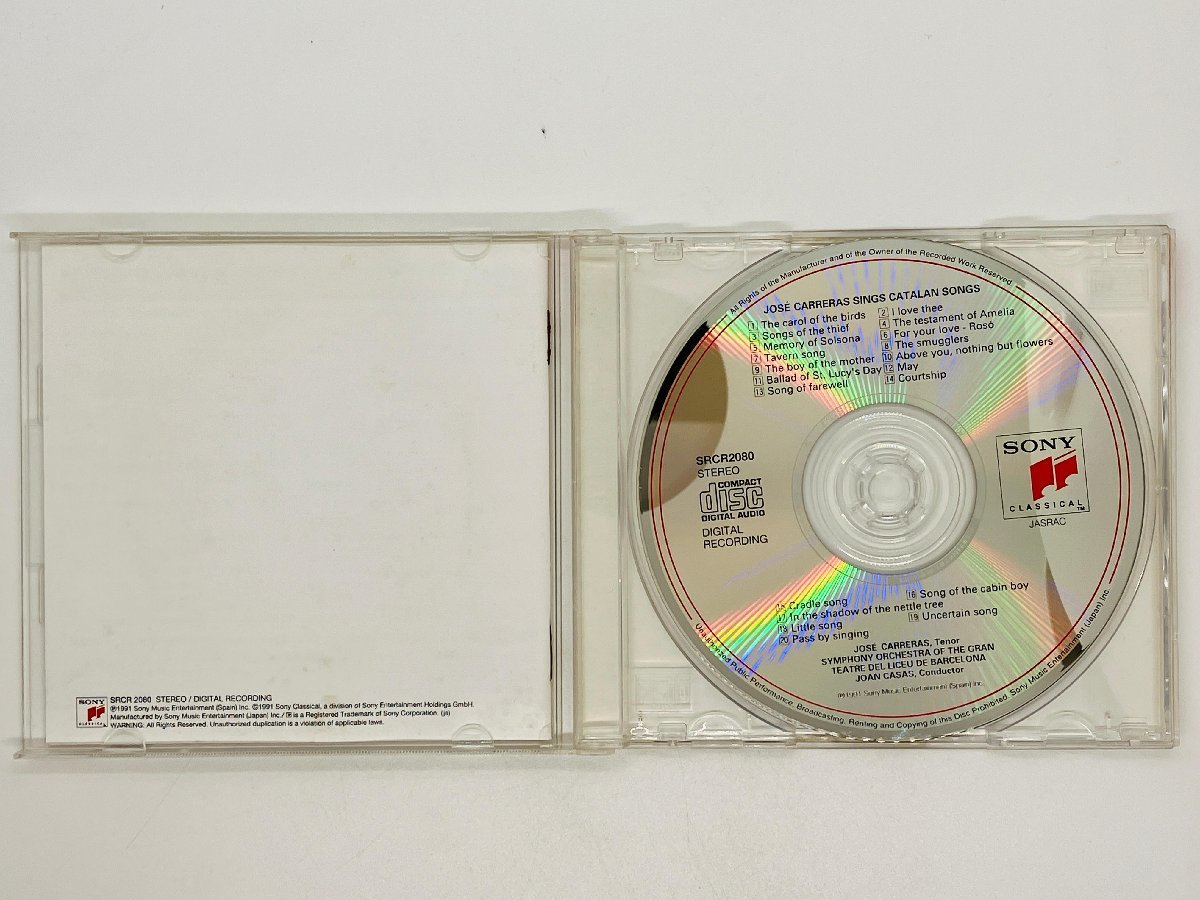 SONY
CLASSICAL
SRCR 2080 STEREO / DIGITAL RECORDING
℗1991 Sony Music Entertainment (Spain) Inc. ©1991 Sony Classical, a division of Sony Entertainment Holdings GmbH.
Manufactured by Sony Music Entertainment (Japan) Inc./ is a Registered Trademark of Sony Corporation.
WARNING: All Rights Reserved. Unauthorized duplication is a violation of applicable laws.
All Rights of the Manufacturer and of the Owner of the Recorded Work Reserved.
JOSÉ CARRERAS SINGS CATALAN SONGS
1 The carol of the birds 2 I love thee
3 Songs of the thief 4 The testament of Amelia
5 Memory of Solsona 6 For your love - Rosó
7 Tavern song 8 The smugglers
9 The boy of the mother 10 Above you, nothing but flowers
11 Ballad of St. Lucy's Day 12 May
13 Song of farewell 14 Courtship
SRCR2080
STEREO
COMPACT
disc
DIGITAL AUDIO
DIGITAL
RECORDING
SONY
CLASSICAL TM
JASRAC
15 Cradle song 16 Song of the cabin boy
17 In the shadow of the nettle tree
18 Little song 19 Uncertain song
20 Pass by singing
JOSÉ CARRERAS, Tenor
SYMPHONY ORCHESTRA OF THE GRAN
TEATRE DEL LICEU DE BARCELONA
JOAN CASAS, Conductor
℗1991 Sony Music Entertainment (Spain) Inc.
Unauthorized Public Performance, Broadcasting, Renting and Copying of this Disc Prohibited. Sony Music Entertainment (Japan) Inc.